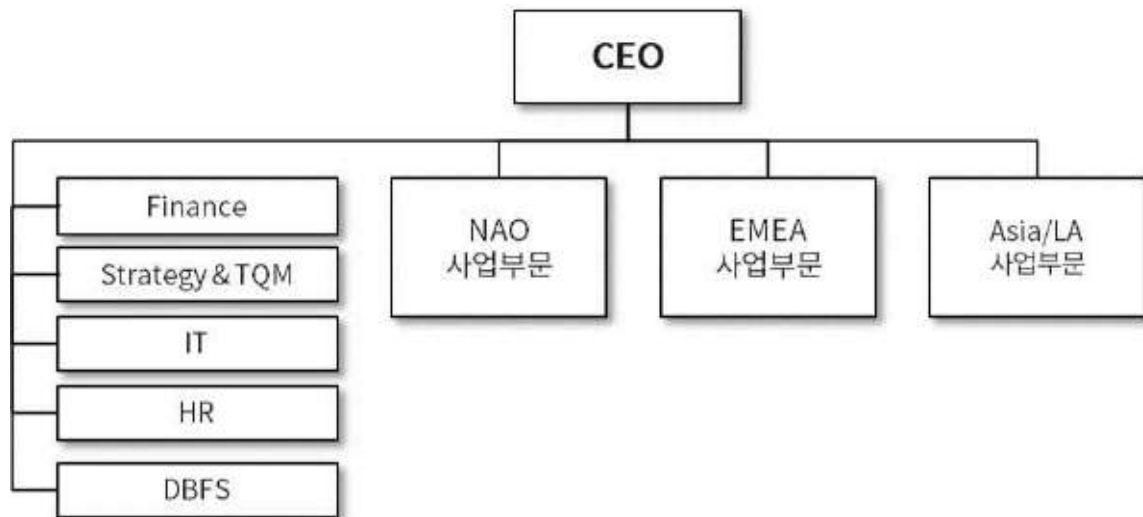 CEO
Finance
Strategy & TQM
IT
HR
DBFS
NAO
사업부문
EMEA
사업부문
Asia/LA
사업부문